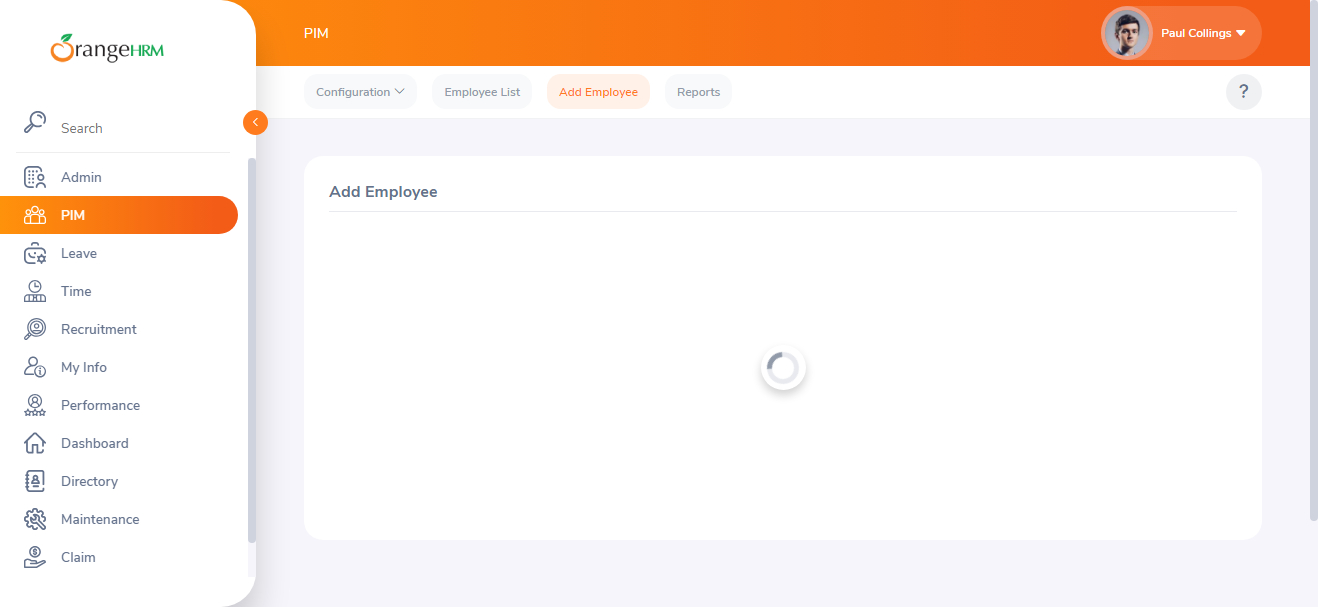 OrangeHRM
Search
Admin
PIM
Leave
Time
Recruitment
My Info
Performance
Dashboard
Directory
Maintenance
Claim
PIM
Paul Collings
Configuration
Employee List
Add Employee
Reports
?
Add Employee